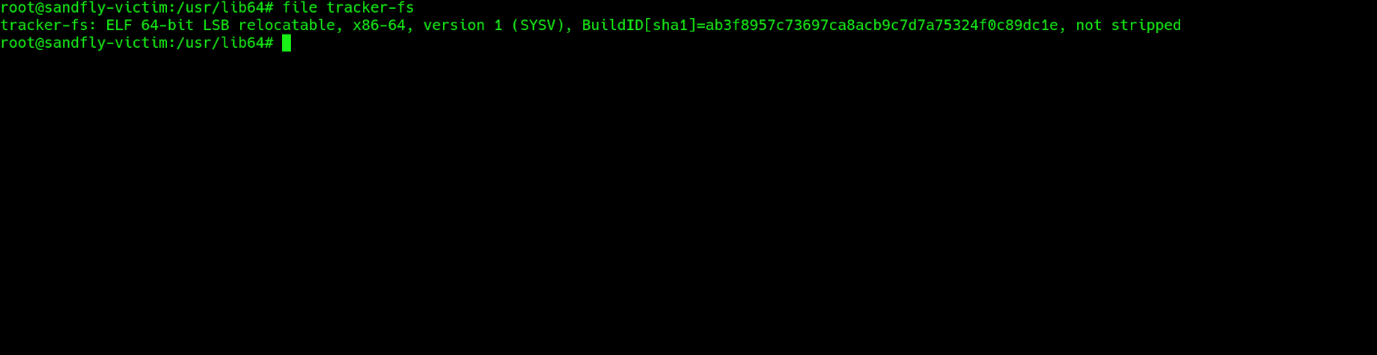 root@sandfly-victim:/usr/lib64# file tracker-fs
tracker-fs: ELF 64-bit LSB relocatable, x86-64, version 1 (SYSV), BuildID[sha1]=ab3f8957c73697ca8acb9c7d7a75324f0c89dc1e, not stripped
root@sandfly-victim:/usr/lib64#